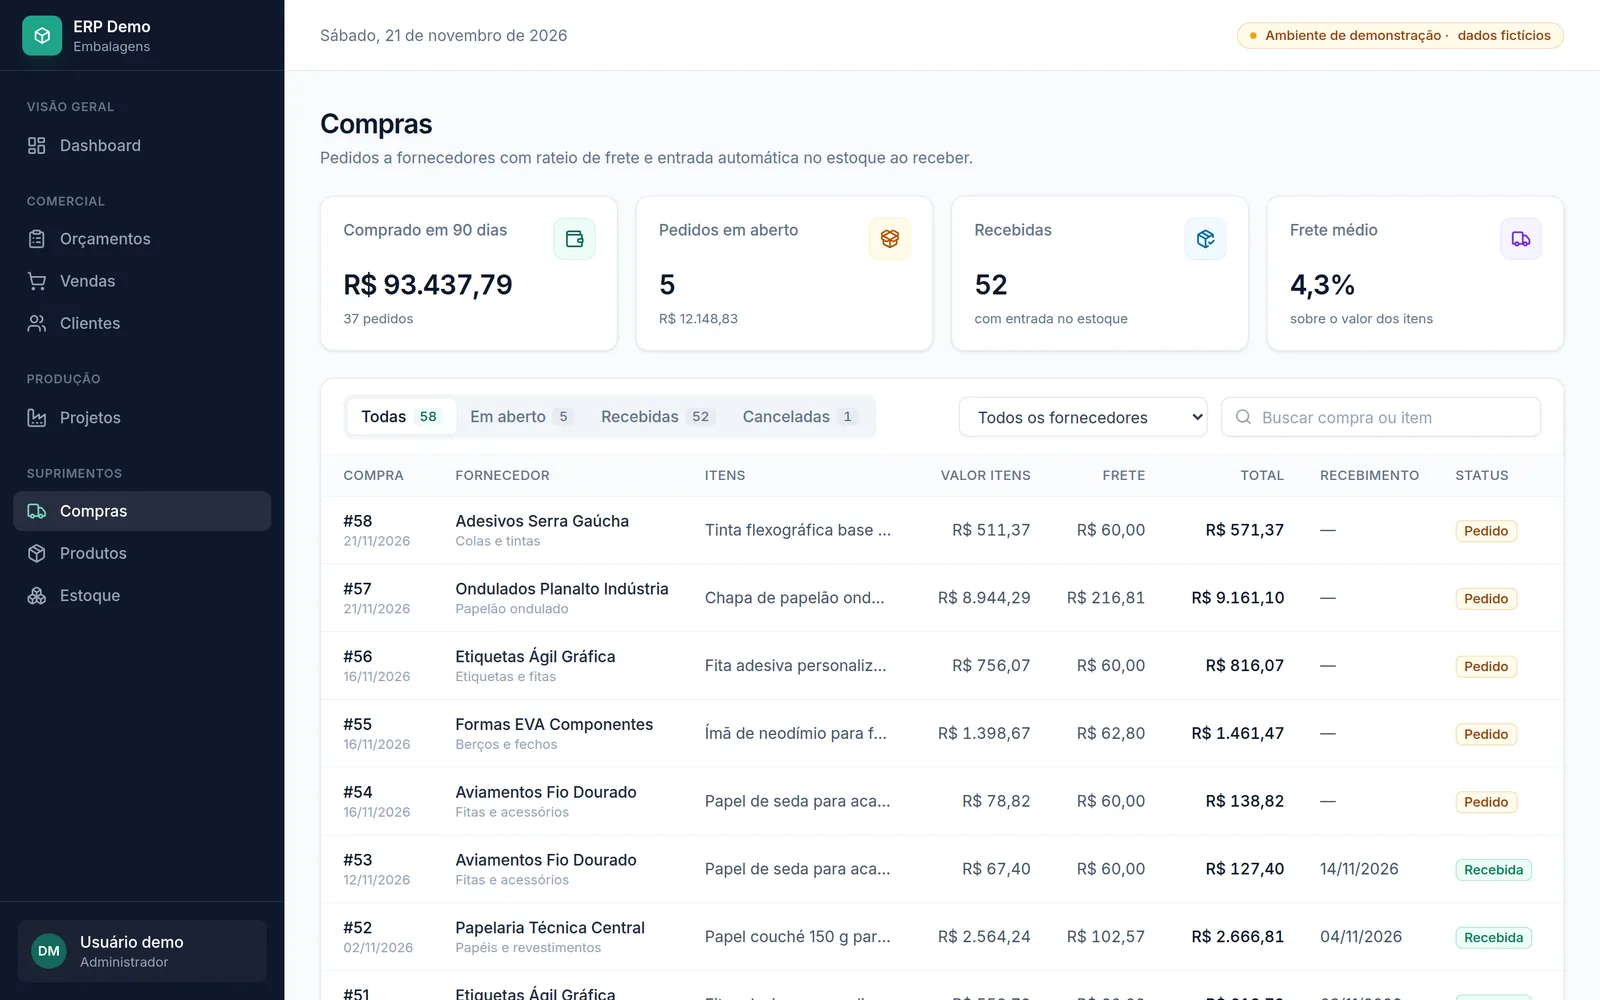 ERP Demo
Embalagens
Sábado, 21 de novembro de 2026
Ambiente de demonstração · dados fictícios
VISÃO GERAL
Dashboard
COMERCIAL
Orçamentos
Vendas
Clientes
PRODUÇÃO
Projetos
SUPRIMENTOS
Compras
Produtos
Estoque
DM
Usuário demo
Administrador
Compras
Pedidos a fornecedores com rateio de frete e entrada automática no estoque ao receber.
Comprado em 90 dias
R$ 93.437,79
37 pedidos
Pedidos em aberto
5
R$ 12.148,83
Recebidas
52
com entrada no estoque
Frete médio
4,3%
sobre o valor dos itens
Todas 58 Em aberto 5 Recebidas 52 Canceladas 1
Todos os fornecedores
Buscar compra ou item
COMPRA FORNECEDOR ITENS VALOR ITENS FRETE TOTAL RECEBIMENTO STATUS
#58 Adesivos Serra Gaúcha Tinta flexográfica base ... R$ 511,37 R$ 60,00 R$ 571,37 — Pedido
21/11/2026 Colas e tintas
#57 Ondulados Planalto Indústria Chapa de papelão ond... R$ 8.944,29 R$ 216,81 R$ 9.161,10 — Pedido
21/11/2026 Papelão ondulado
#56 Etiquetas Ágil Gráfica Fita adesiva personaliz... R$ 756,07 R$ 60,00 R$ 816,07 — Pedido
16/11/2026 Etiquetas e fitas
#55 Formas EVA Componentes Ímã de neodímio para f... R$ 1.398,67 R$ 62,80 R$ 1.461,47 — Pedido
16/11/2026 Berços e fechos
#54 Aviamentos Fio Dourado Papel de seda para aca... R$ 78,82 R$ 60,00 R$ 138,82 — Pedido
16/11/2026 Fitas e acessórios
#53 Aviamentos Fio Dourado Papel de seda para aca... R$ 67,40 R$ 60,00 R$ 127,40 14/11/2026 Recebida
12/11/2026 Fitas e acessórios
#52 Papelaria Técnica Central Papel couché 150 g par... R$ 2.564,24 R$ 102,57 R$ 2.666,81 04/11/2026 Recebida
02/11/2026 Papéis e revestimentos
#51 Etiquetas Ágil Gráfica